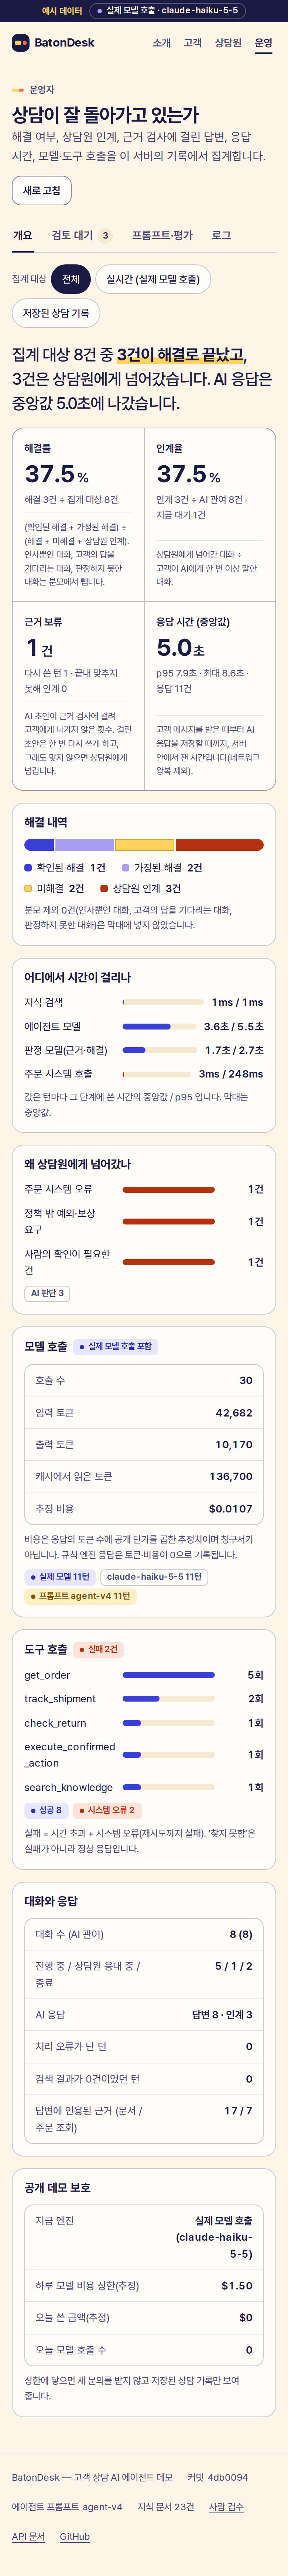 예시 데이터 실제 모델 호출 · claude-haiku-5-5
BatonDesk 소개 고객 상담원 운영
운영자
상담이 잘 돌아가고 있는가
해결 여부, 상담원 인계, 근거 검사에 걸린 답변, 응답
시간, 모델·도구 호출을 이 서버의 기록에서 집계합니다.
새로 고침
개요 검토 대기 3 프롬프트·평가 로그
집계 대상 전체 실시간 (실제 모델 호출)
저장된 상담 기록
집계 대상 8건 중 3건이 해결로 끝났고,
3건은 상담원에게 넘어갔습니다. AI 응답은
중앙값 5.0초에 나갔습니다.
해결률
37.5%
해결 3건 ÷ 집계 대상 8건
(확인된 해결 + 가정된 해결) ÷
(해결 + 미해결 + 상담원 인계).
인사뿐인 대화, 고객의 답을
기다리는 대화, 판정하지 못한
대화는 분모에서 뺍니다.
인계율
37.5%
인계 3건 ÷ AI 관여 8건 ·
지금 대기 1건
상담원에게 넘어간 대화 ÷
고객이 AI에게 한 번 이상 말한
대화.
근거 보류
1건
다시 쓴 턴 1 · 끝내 맞추지
못해 인계 0
AI 초안이 근거 검사에 걸려
고객에게 나가지 않은 횟수. 걸린
초안은 한 번 다시 쓰게 하고,
그래도 맞지 않으면 상담원에게
넘깁니다.
응답 시간 (중앙값)
5.0초
p95 7.9초 · 최대 8.6초 ·
응답 11건
고객 메시지를 받은 때부터 AI
응답을 저장할 때까지, 서버
안에서 잰 시간입니다(네트워크
왕복 제외).
해결 내역
확인된 해결 1건 가정된 해결 2건
미해결 2건 상담원 인계 3건
분모 제외 0건(인사뿐인 대화, 고객의 답을 기다리는 대화,
판정하지 못한 대화)은 막대에 넣지 않았습니다.
어디에서 시간이 걸리나
지식 검색 1ms / 1ms
에이전트 모델 3.6초 / 5.5초
판정 모델(근거·해결) 1.7초 / 2.7초
주문 시스템 호출 3ms / 248ms
값은 턴마다 그 단계에 쓴 시간의 중앙값 / p95 입니다. 막대는
중앙값.
왜 상담원에게 넘어갔나
주문 시스템 오류 1건
정책 밖 예외·보상
요구 1건
사람의 확인이 필요한
건 1건
AI 판단 3
모델 호출 실제 모델 호출 포함
호출 수 30
입력 토큰 42,682
출력 토큰 10,170
캐시에서 읽은 토큰 136,700
추정 비용 $0.0107
비용은 응답의 토큰 수에 공개 단가를 곱한 추정치이며 청구서가
아닙니다. 규칙 엔진 응답은 토큰·비용이 0으로 기록됩니다.
실제 모델 11턴 claude-haiku-5-5 11턴
프롬프트 agent-v4 11턴
도구 호출 실패 2건
get_order 5회
track_shipment 2회
check_return 1회
execute_confirmed
_action 1회
search_knowledge 1회
성공 8 시스템 오류 2
실패 = 시간 초과 + 시스템 오류(재시도까지 실패). ‘찾지 못함’은
실패가 아니라 정상 응답입니다.
대화와 응답
대화 수 (AI 관여) 8 (8)
진행 중 / 상담원 응대 중 /
종료 5 / 1 / 2
AI 응답 답변 8 · 인계 3
처리 오류가 난 턴 0
검색 결과가 0건이었던 턴 0
답변에 인용된 근거 (문서 /
주문 조회) 17 / 7
공개 데모 보호
지금 엔진 실제 모델 호출
(claude-haiku-
5-5)
하루 모델 비용 상한(추정) $1.50
오늘 쓴 금액(추정) $0
오늘 모델 호출 수 0
상한에 닿으면 새 문의를 받지 않고 저장된 상담 기록만 보여
줍니다.
BatonDesk — 고객 상담 AI 에이전트 데모 커밋 4db0094
에이전트 프롬프트 agent-v4 지식 문서 23건 사람 검수
API 문서 GitHub